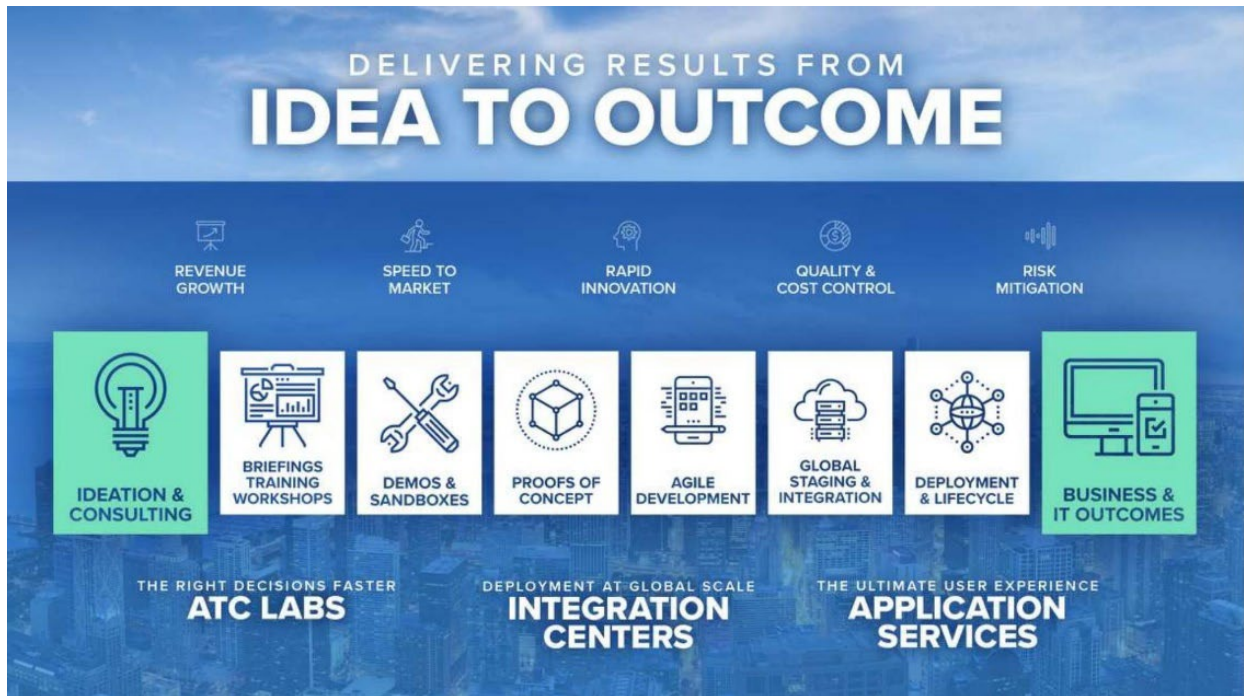 DELIVERING RESULTS FROM
IDEA TO OUTCOME
REVENUE
GROWTH
SPEED TO
MARKET
RAPID
INNOVATION
QUALITY &
COST CONTROL
RISK
MITIGATION
IDEATION &
CONSULTING
BRIEFINGS
TRAINING
WORKSHOPS
DEMOS &
SANDBOXES
PROOFS OF
CONCEPT
AGILE
DEVELOPMENT
GLOBAL
STAGING &
INTEGRATION
DEPLOYMENT
& LIFECYCLE
BUSINESS &
IT OUTCOMES
THE RIGHT DECISIONS FASTER
ATC LABS
DEPLOYMENT AT GLOBAL SCALE
INTEGRATION
CENTERS
THE ULTIMATE USER EXPERIENCE
APPLICATION
SERVICES